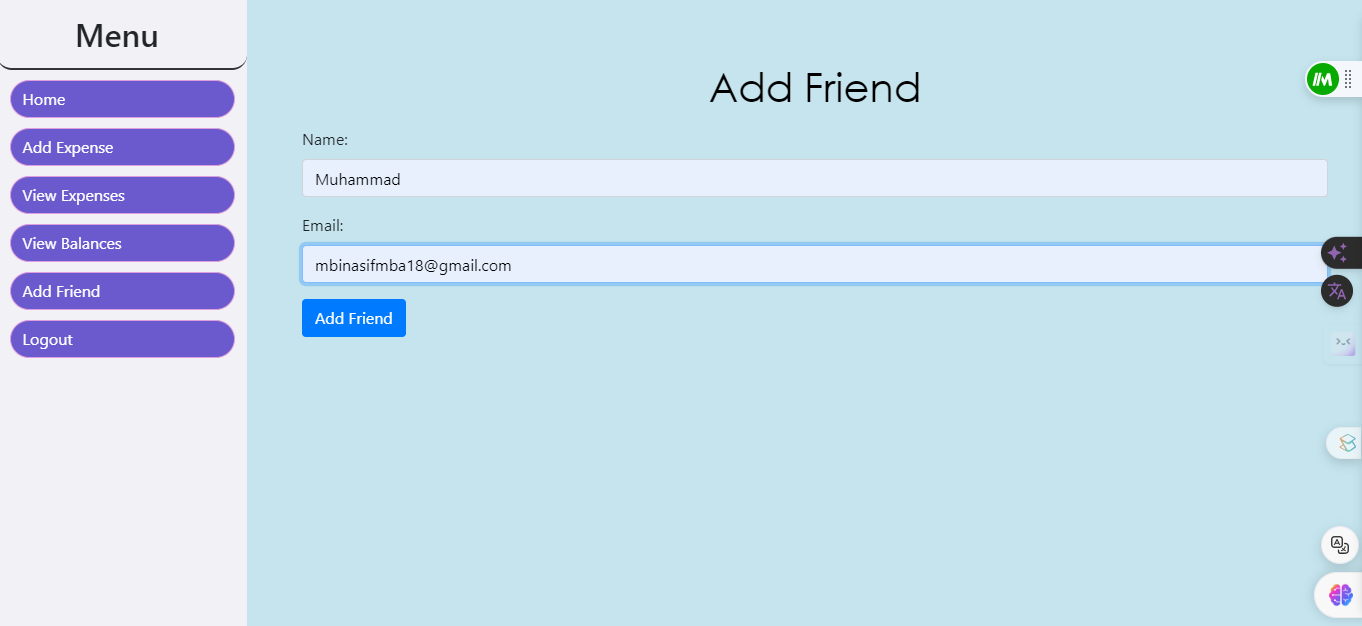 Menu
Home
Add Expense
View Expenses
View Balances
Add Friend
Logout
Add Friend
Name:
Muhammad
Email:
mbinasifmba18@gmail.com
Add Friend